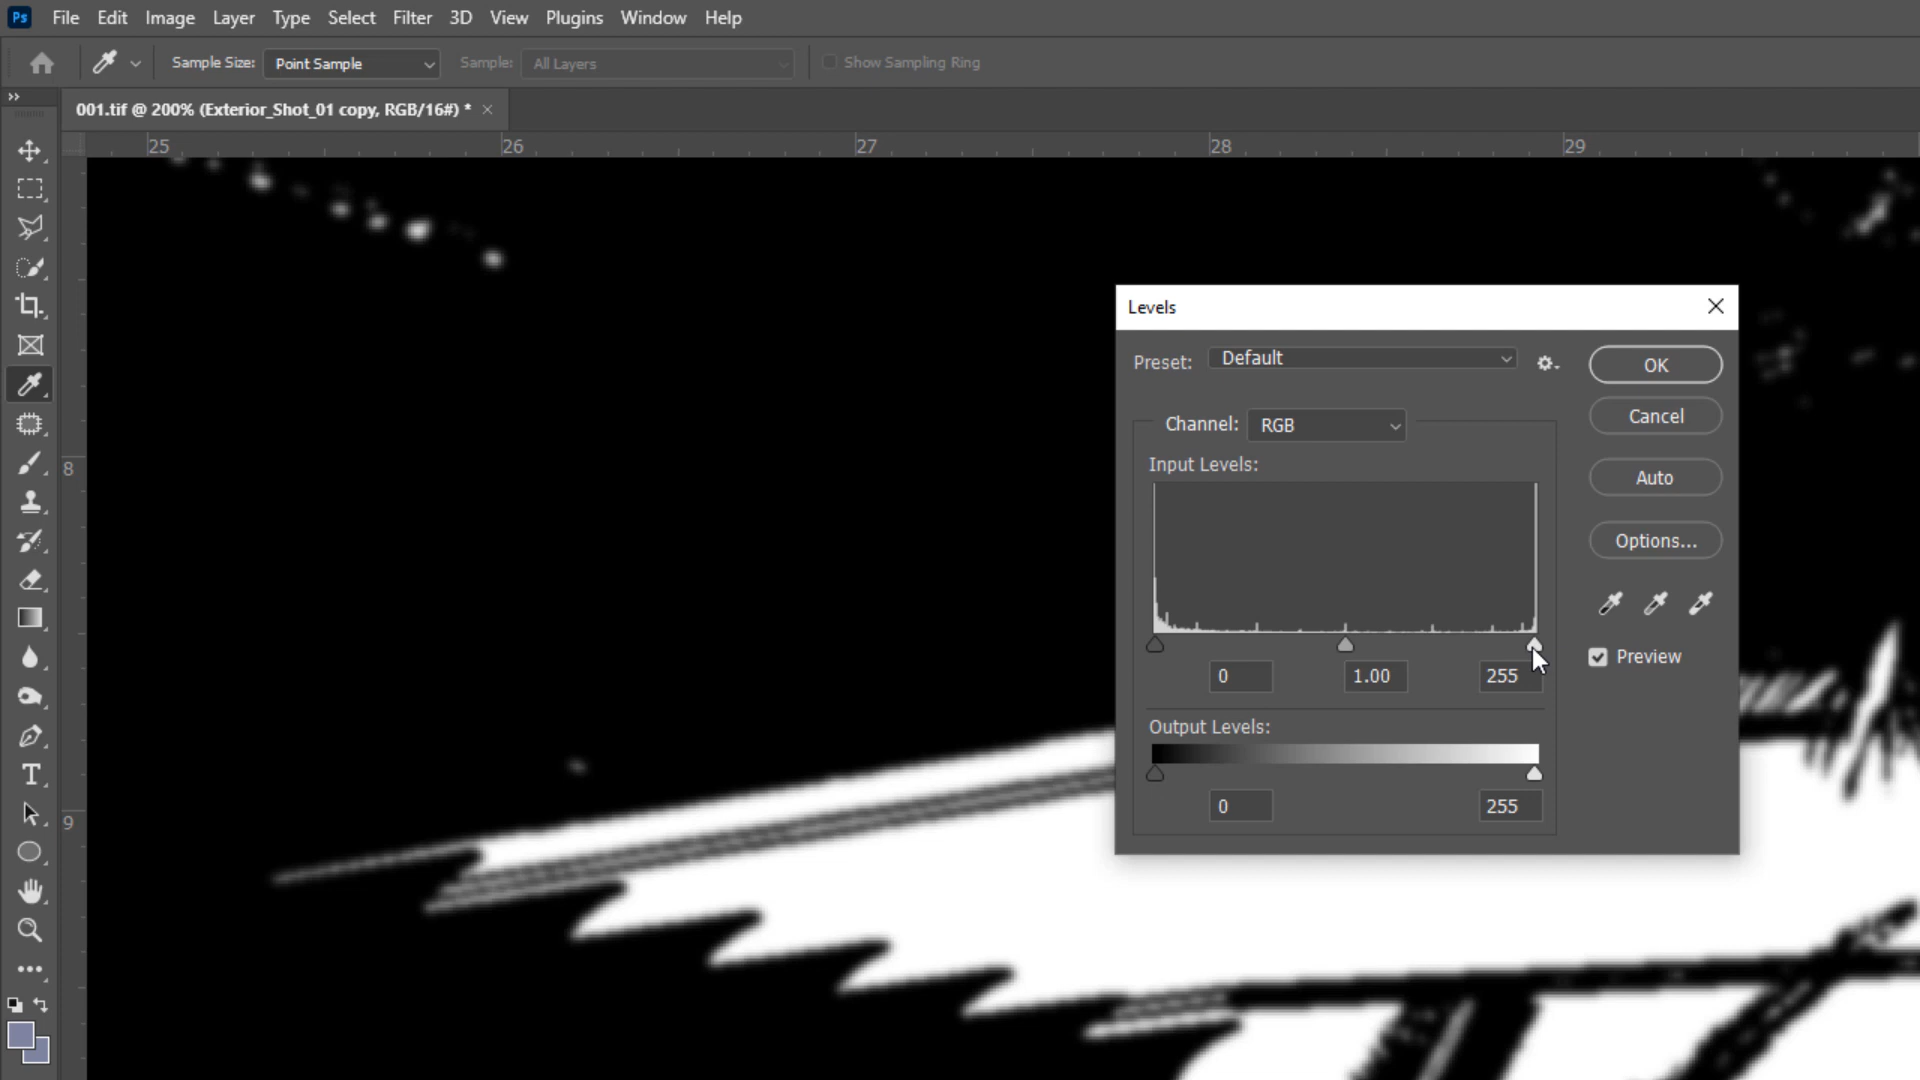 Ps File Edit Image Layer Type Select Filter 3D View Plugins Window Help
Sample Size: Point Sample Sample: All Layers Show Sampling Ring
001.tif @ 200% (Exterior_Shot_01 copy, RGB/16#) * ×
25 26 27 28 29
Levels
Preset: Default
OK
Channel: RGB
Cancel
Input Levels:
8
Auto
Options...
Preview
0 1.00 255
Output Levels:
0 255
9